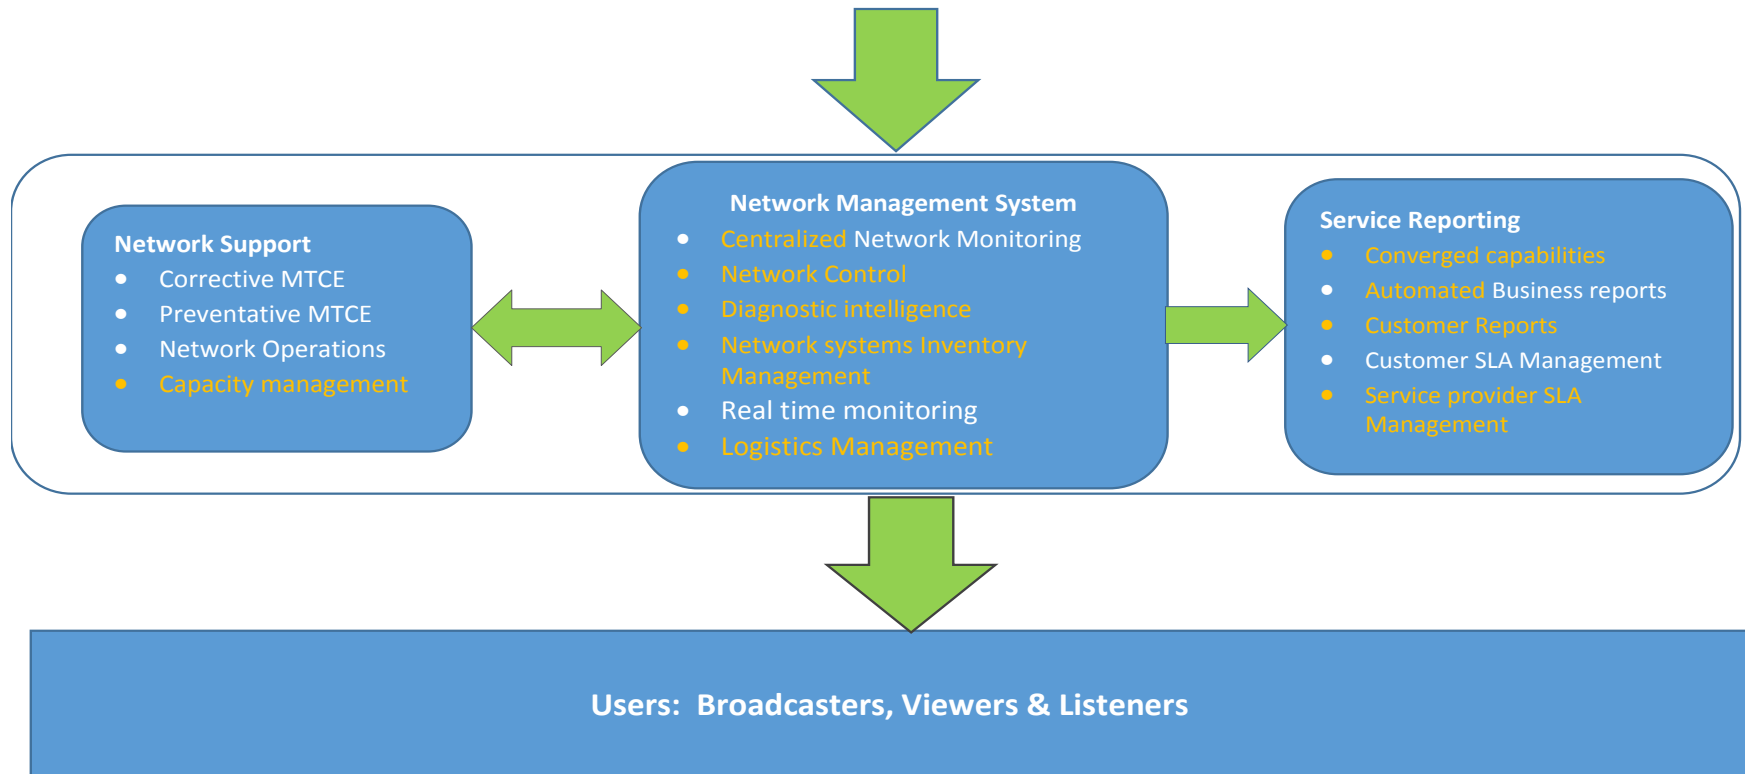 Network Support
● Corrective MTCE
● Preventative MTCE
● Network Operations
● Capacity management
Network Management System
● Centralized Network Monitoring
● Network Control
● Diagnostic intelligence
● Network systems Inventory
Management
● Real time monitoring
● Logistics Management
Service Reporting
● Converged capabilities
● Automated Business reports
● Customer Reports
● Customer SLA Management
● Service provider SLA
Management
Users:  Broadcasters, Viewers & Listeners